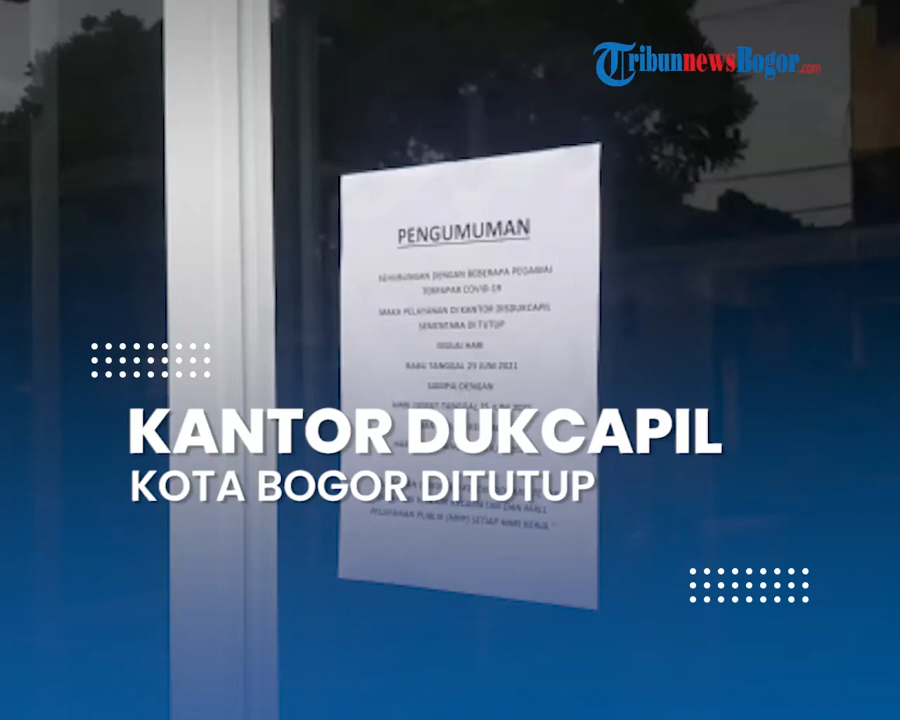 TribunnewsBogor.com
PENGUMUMAN
SEHUBUNGAN DENGAN BEBERAPA PEGAWAI
TERPAPAR COVID-19
MAKA PELAYANAN DI KANTOR DISDUKCAPIL
SEMENTARA DI TUTUP
MULAI HARI
RABU TANGGAL 23 JUNI 2021
SAMPAI DENGAN
KANTOR DUKCAPIL
KOTA BOGOR DITUTUP
PELAYANAN PUBLIK (MPP) SETIAP HARI KERJA